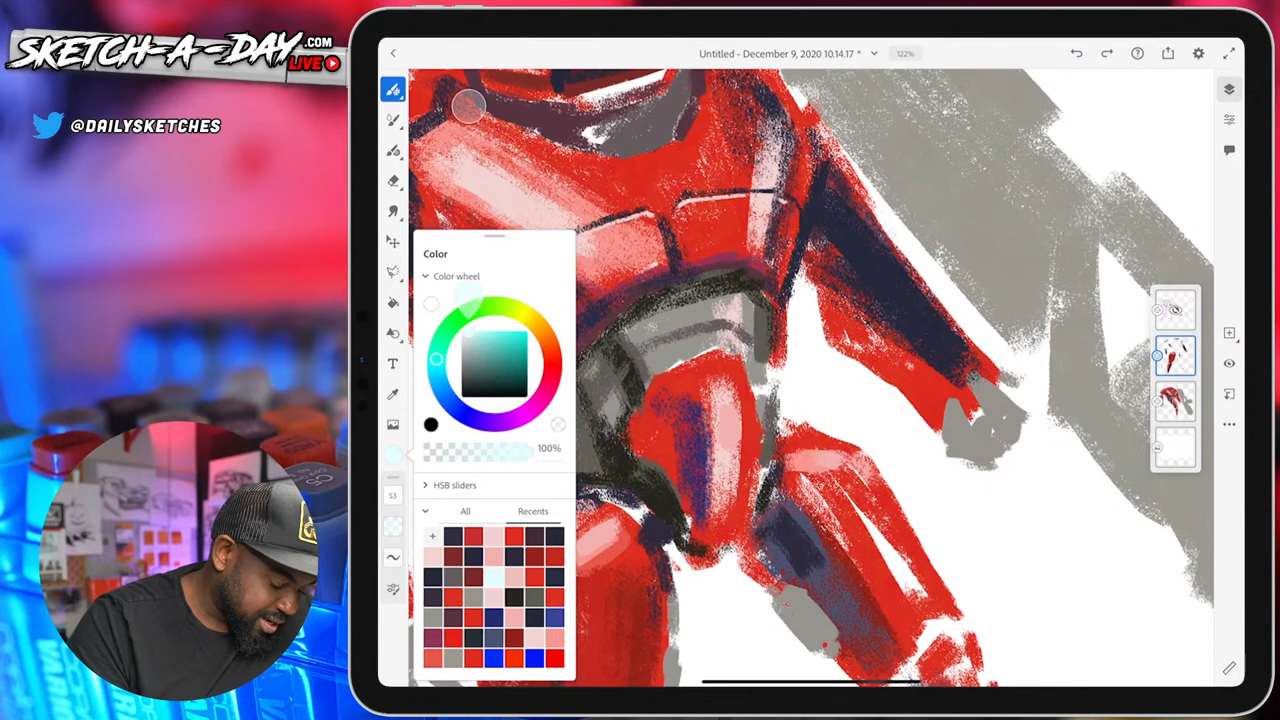 SKETCH-A-DAY.COM
LIVE
@DAILYSKETCHES
Untitled - December 9, 2020 10.14.17 *
122%
Color
Color wheel
100%
HSB sliders
All
Recents
53
T